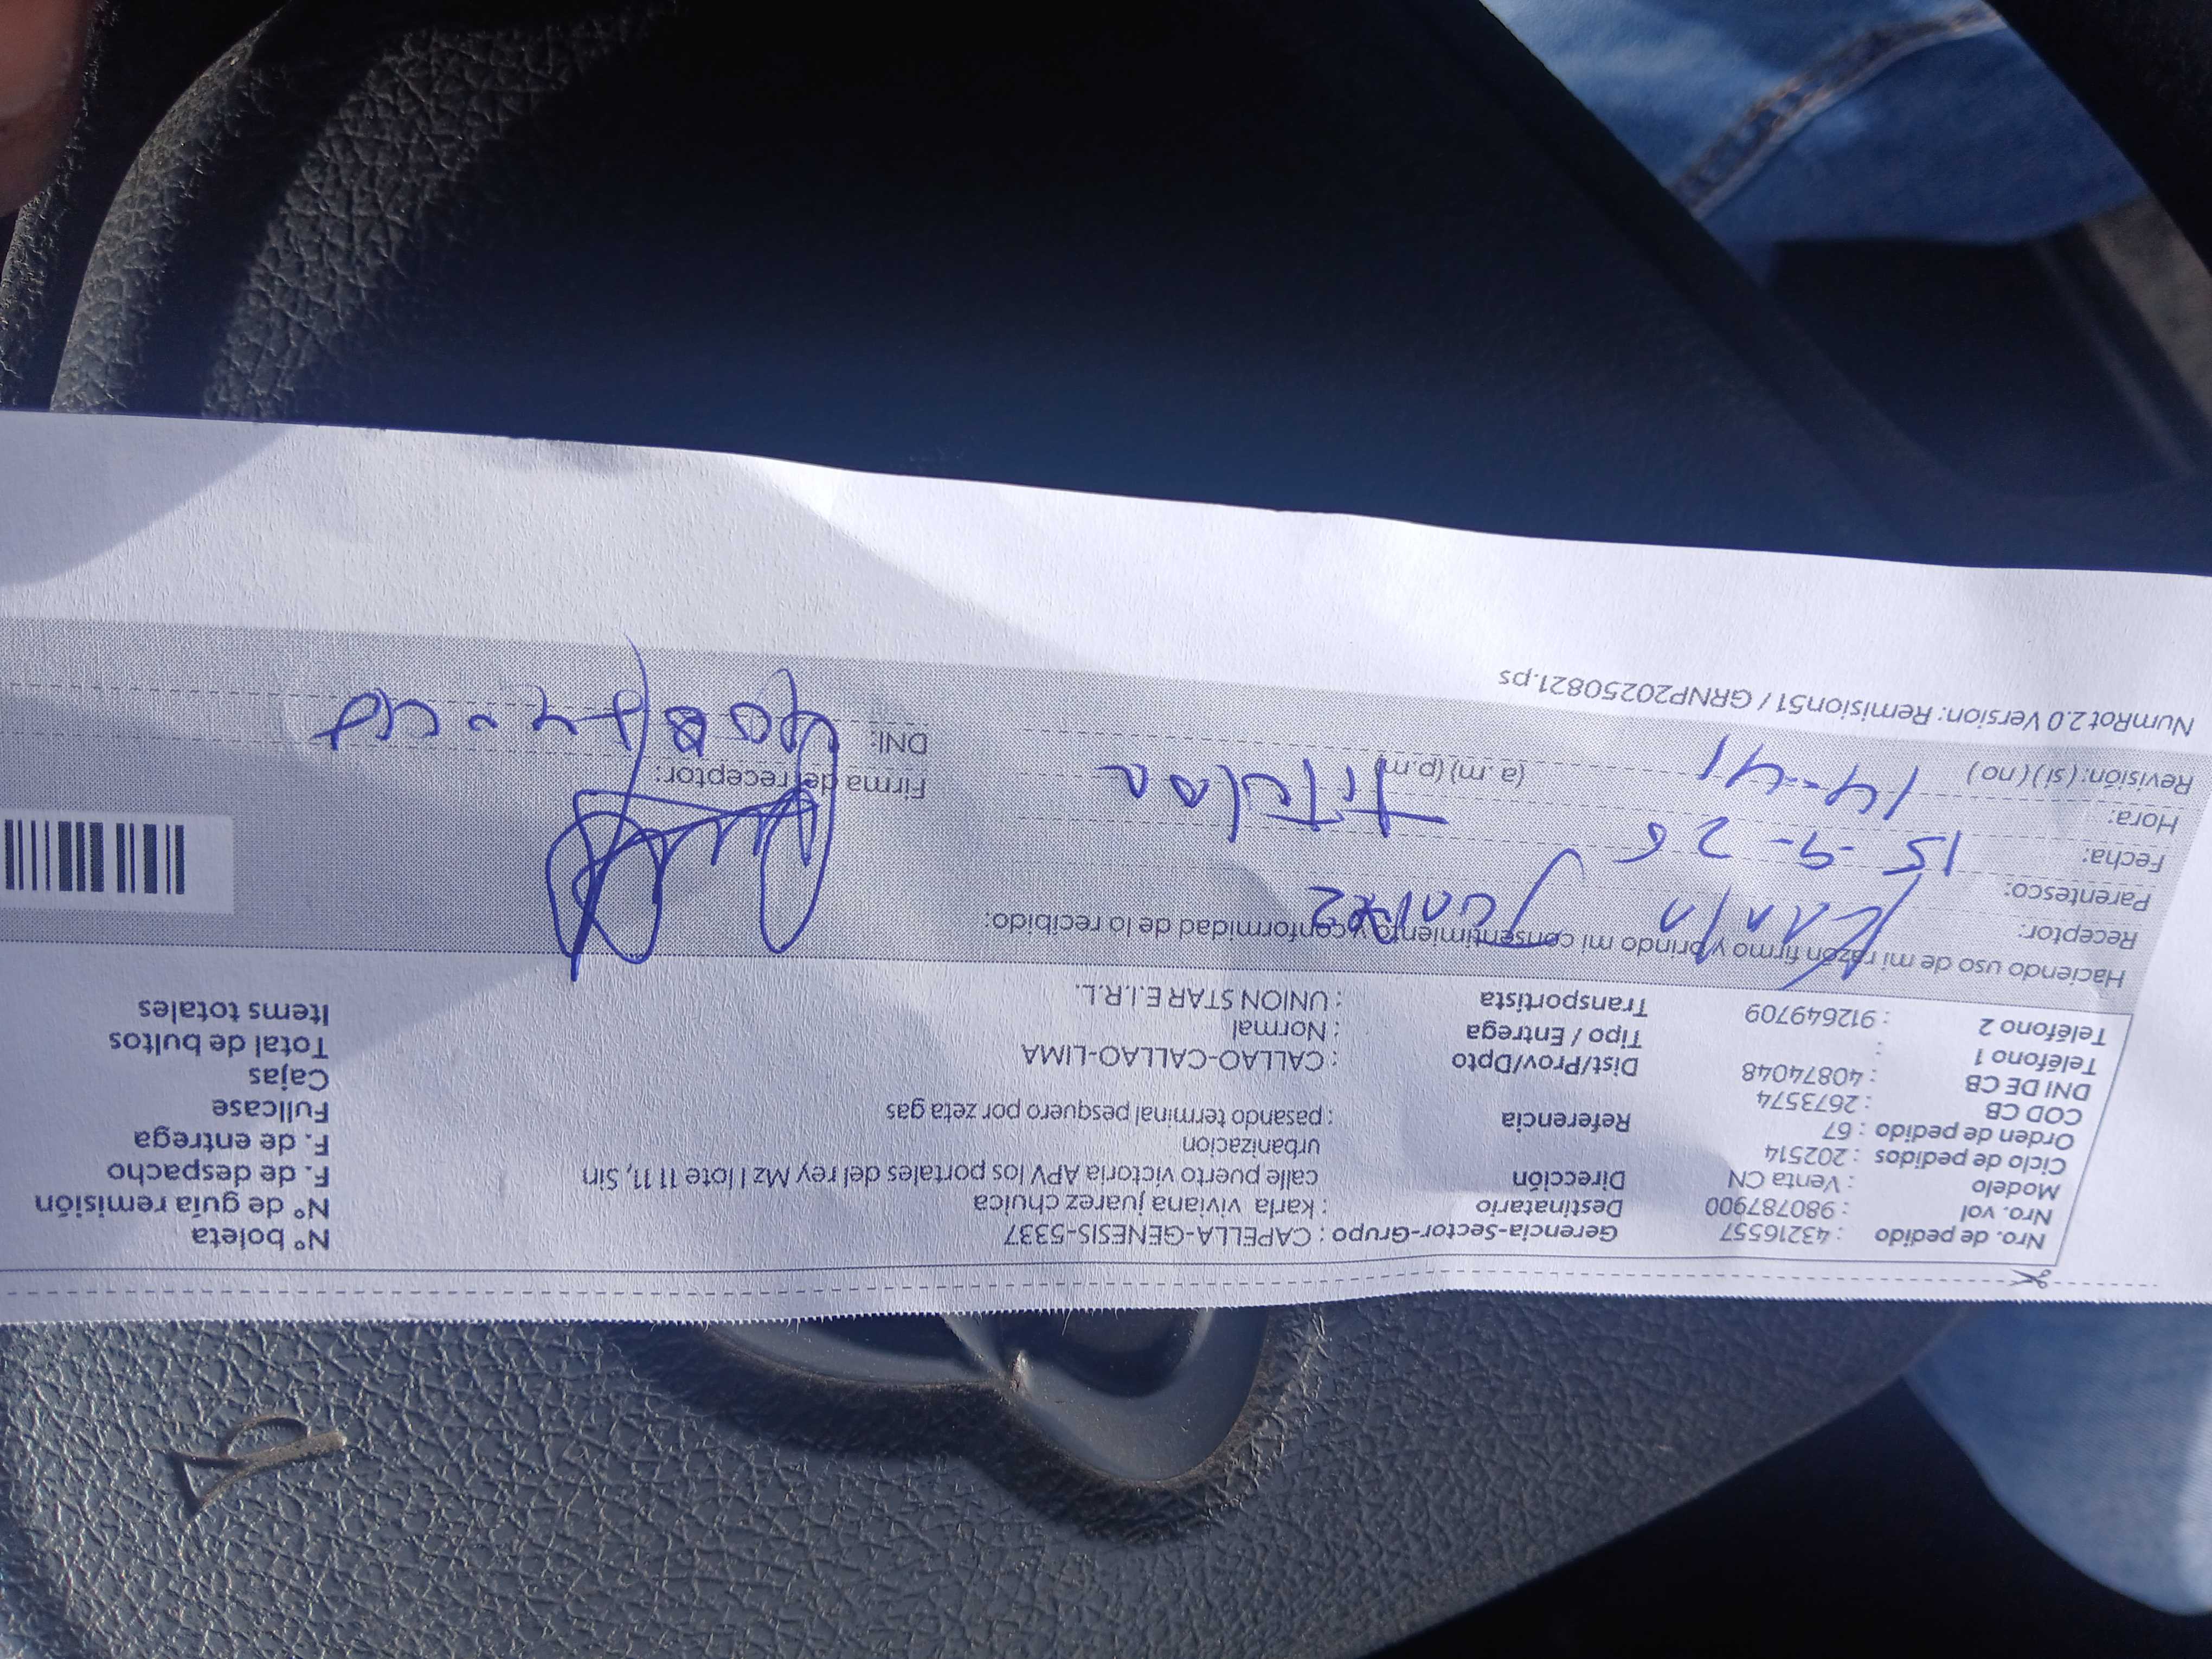 Nro. de pedido : 43216557 Gerencia-Sector-Grupo : CAPELLA-GENESIS-5337 N° boleta
Nro. vol : 980787900 Destinatario : karla viviana juarez chuica N° de guía remisión
Modelo : Venta CN Dirección calle puerto victoria APV los portales del rey Mz I lote 11 11, Sin F. de despacho
Ciclo de pedidos : 202514 urbanizacion F. de entrega
Orden de pedido : 67 Referencia : pasando terminal pesquero por zeta gas Fullcase
COD CB : 2673574 Cajas
DNI DE CB : 40874048 Dist/Prov/Dpto : CALLAO-CALLAO-LIMA Total de bultos
Teléfono 1 : Tipo / Entrega : Normal Items totales
Teléfono 2 : 912649709 Transportista : UNION STAR E.I.R.L.
Haciendo uso de mi razón firmo y brindo mi consentimiento y conformidad de lo recibido:
Receptor: Karla Juarez
Parentesco: Titular
Fecha: 15-9-25
Hora: 14-41 (a.m) (p.m) Firma del receptor:
Revisión: (si) (no) DNI:
NumRot2.0 Version: Remision51 / GRNP20250821.ps